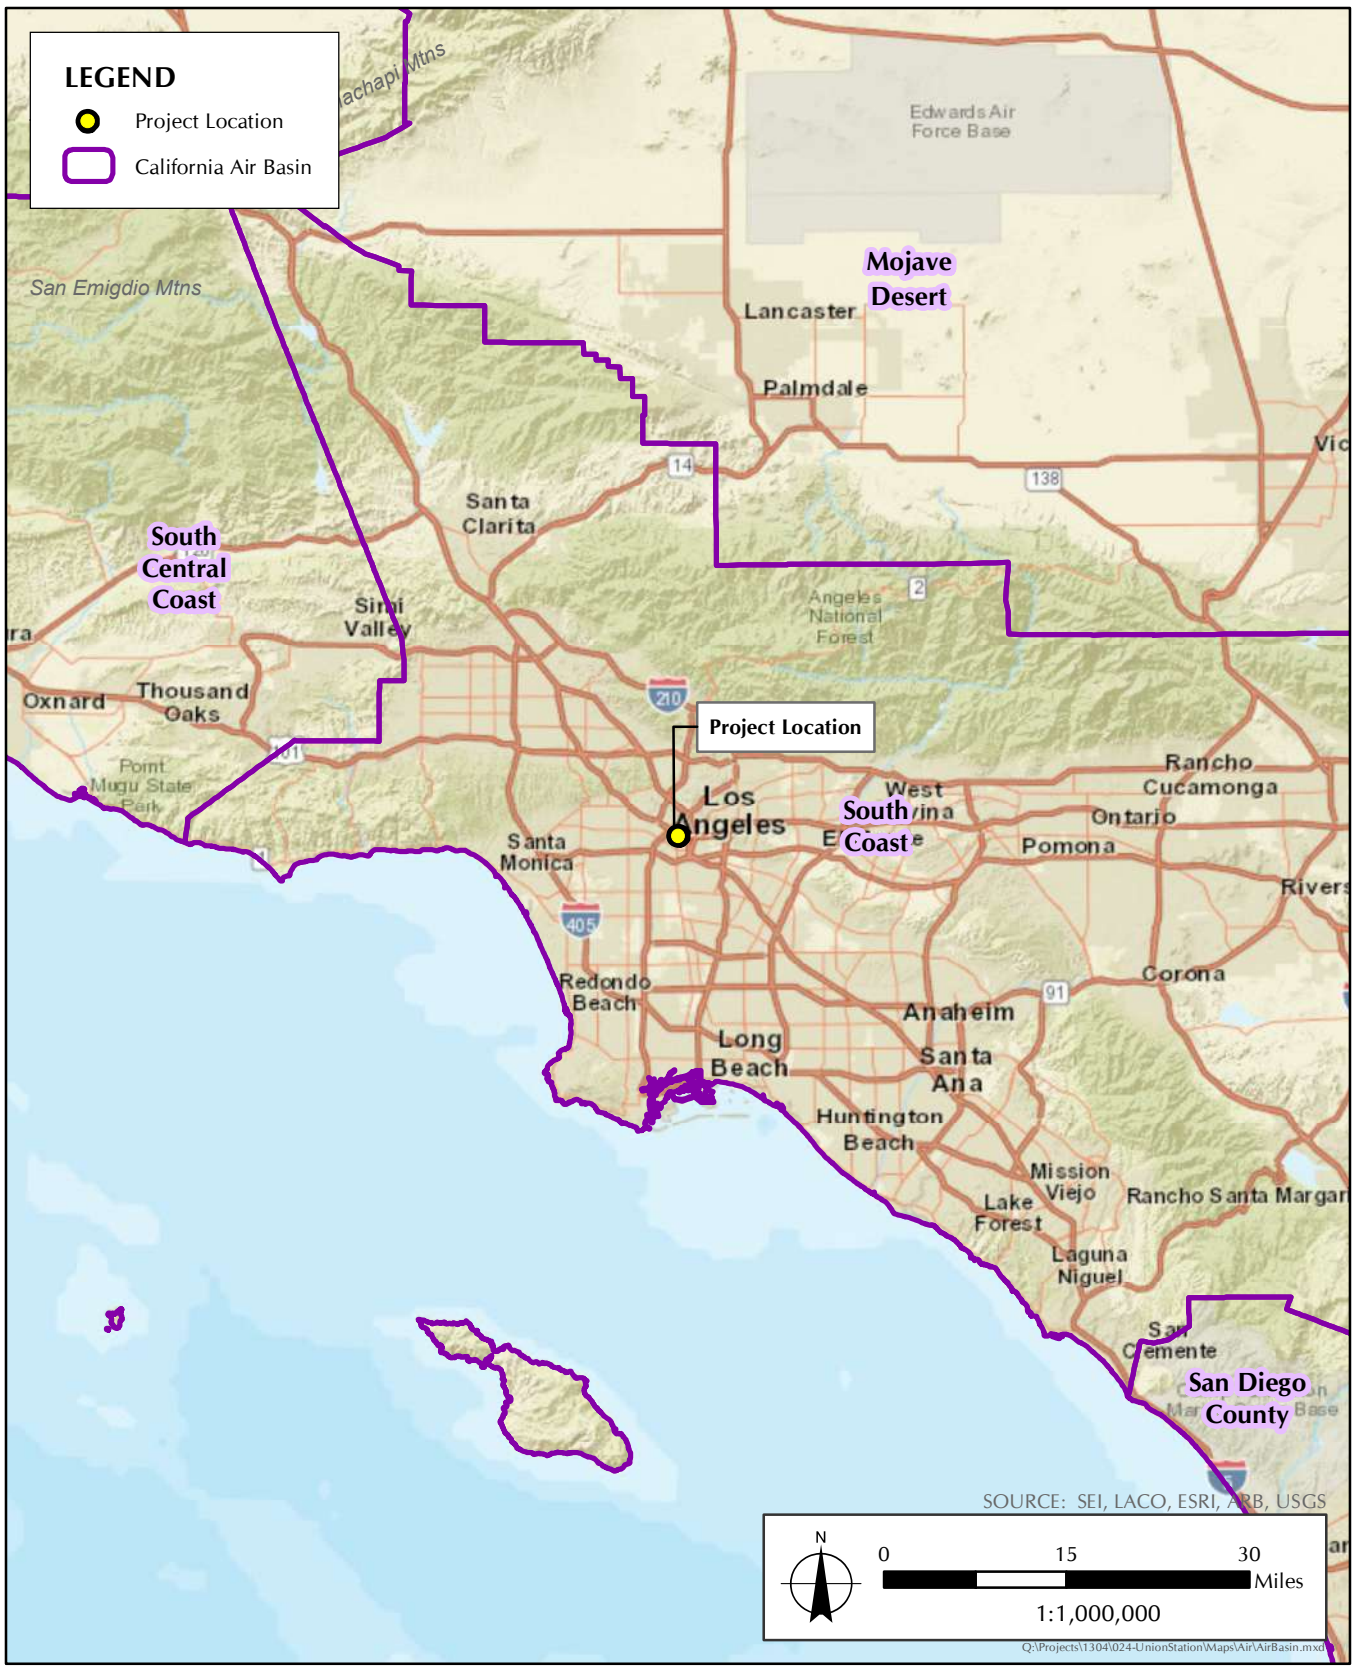 LEGEND
Project Location
California Air Basin
San Emigdio Mtns
Edwards Air
Force Base
Mojave
Desert
Lancaster
Palmdale
Vic
14
138
Santa
Clarita
South
Central
Coast
Simi
Valley
2
Angeles
National
Forest
ra
Oxnard
Thousand
Oaks
210
Project Location
101
Point
Mugu State
Park
Rancho
Cucamonga
West
Los
Angeles
South
Coast
Ontario
Pomona
Santa
Monica
1
Rivers
405
Redondo
Beach
Corona
91
Anaheim
Long
Beach
Santa
Ana
Huntington
Beach
Mission
Viejo
Rancho Santa Margar
Lake
Forest
Laguna
Niguel
San
Clemente
San Diego
County
Base
5
SOURCE: SEI, LACO, ESRI, ARB, USGS
N
0 15 30
Miles
1:1,000,000
Q:\Projects\1304\024-UnionStation\Maps\Air\AirBasin.mxd